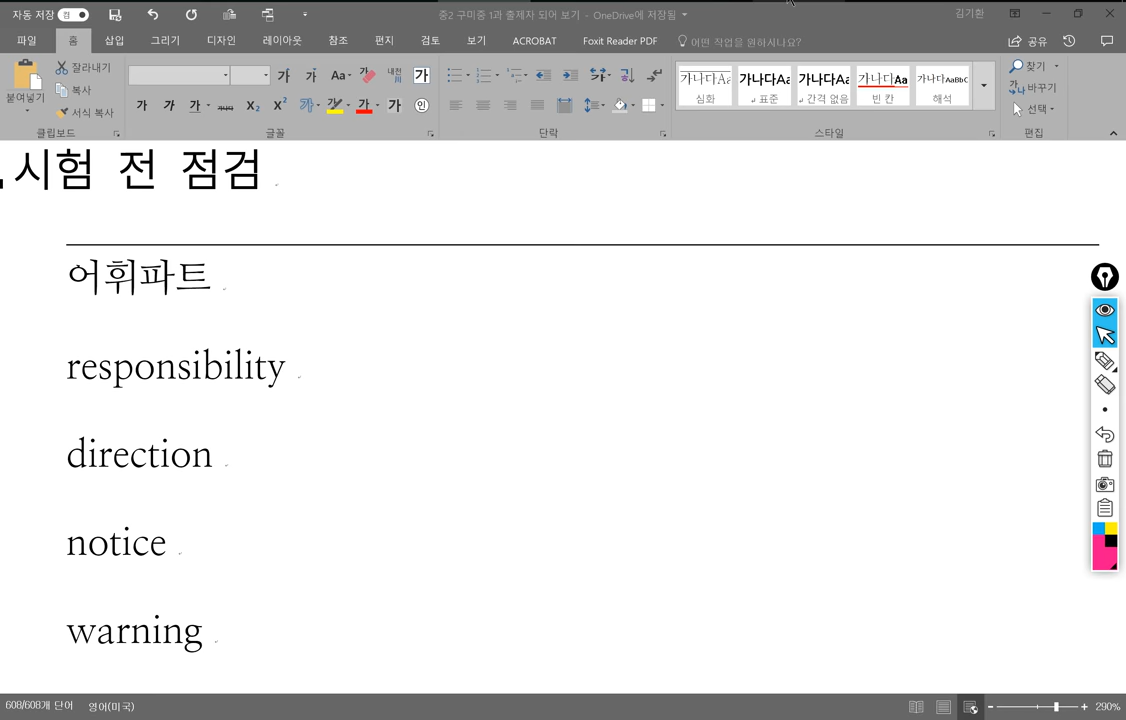 자동 저장 켬 중2 구미중 1과 출제자 되어 보기 - OneDrive에 저장됨 김기환
파일 홈 삽입 그리기 디자인 레이아웃 참조 편지 검토 보기 ACROBAT Foxit Reader PDF 어떤 작업을 원하시나요? 공유
붙여넣기 잘라내기 복사 서식 복사
가나다Aa 가나다Aa 가나다Aa 가나다Aa 가나다AaBbC
심화 표준 간격 없음 빈 칸 해석
찾기 바꾸기 선택
클립보드 글꼴 단락 스타일 편집
시험 전 점검
어휘파트
responsibility
direction
notice
warning
608/608개 단어 영어(미국) 290%